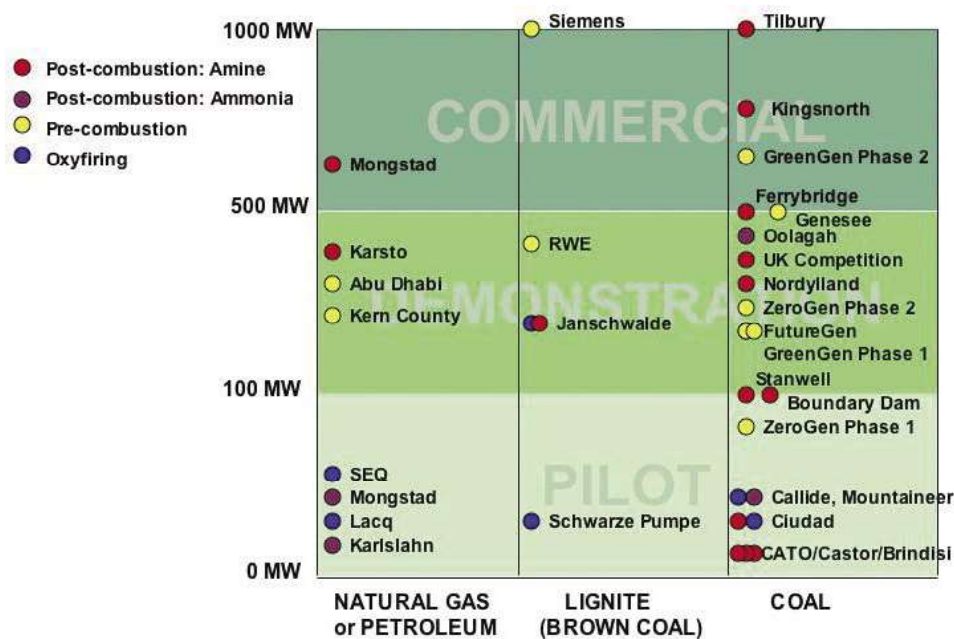 1000 MW
Siemens
Tilbury
Post-combustion: Amine
Post-combustion: Ammonia
Pre-combustion
Oxyfiring
COMMERCIAL
Kingsnorth
GreenGen Phase 2
Mongstad
500 MW
Ferrybridge
Genesee
Oolagah
Karsto
RWE
UK Competition
Abu Dhabi
DEMONSTRATION
Nordylland
Kern County
ZeroGen Phase 2
Janschwalde
FutureGen
GreenGen Phase 1
100 MW
Stanwell
Boundary Dam
ZeroGen Phase 1
SEQ
PILOT
Mongstad
Callide, Mountaineer
Lacq
Schwarze Pumpe
Ciudad
Karlslahn
CATO/Castor/Brindisi
0 MW
NATURAL GAS
or PETROLEUM
LIGNITE
(BROWN COAL)
COAL